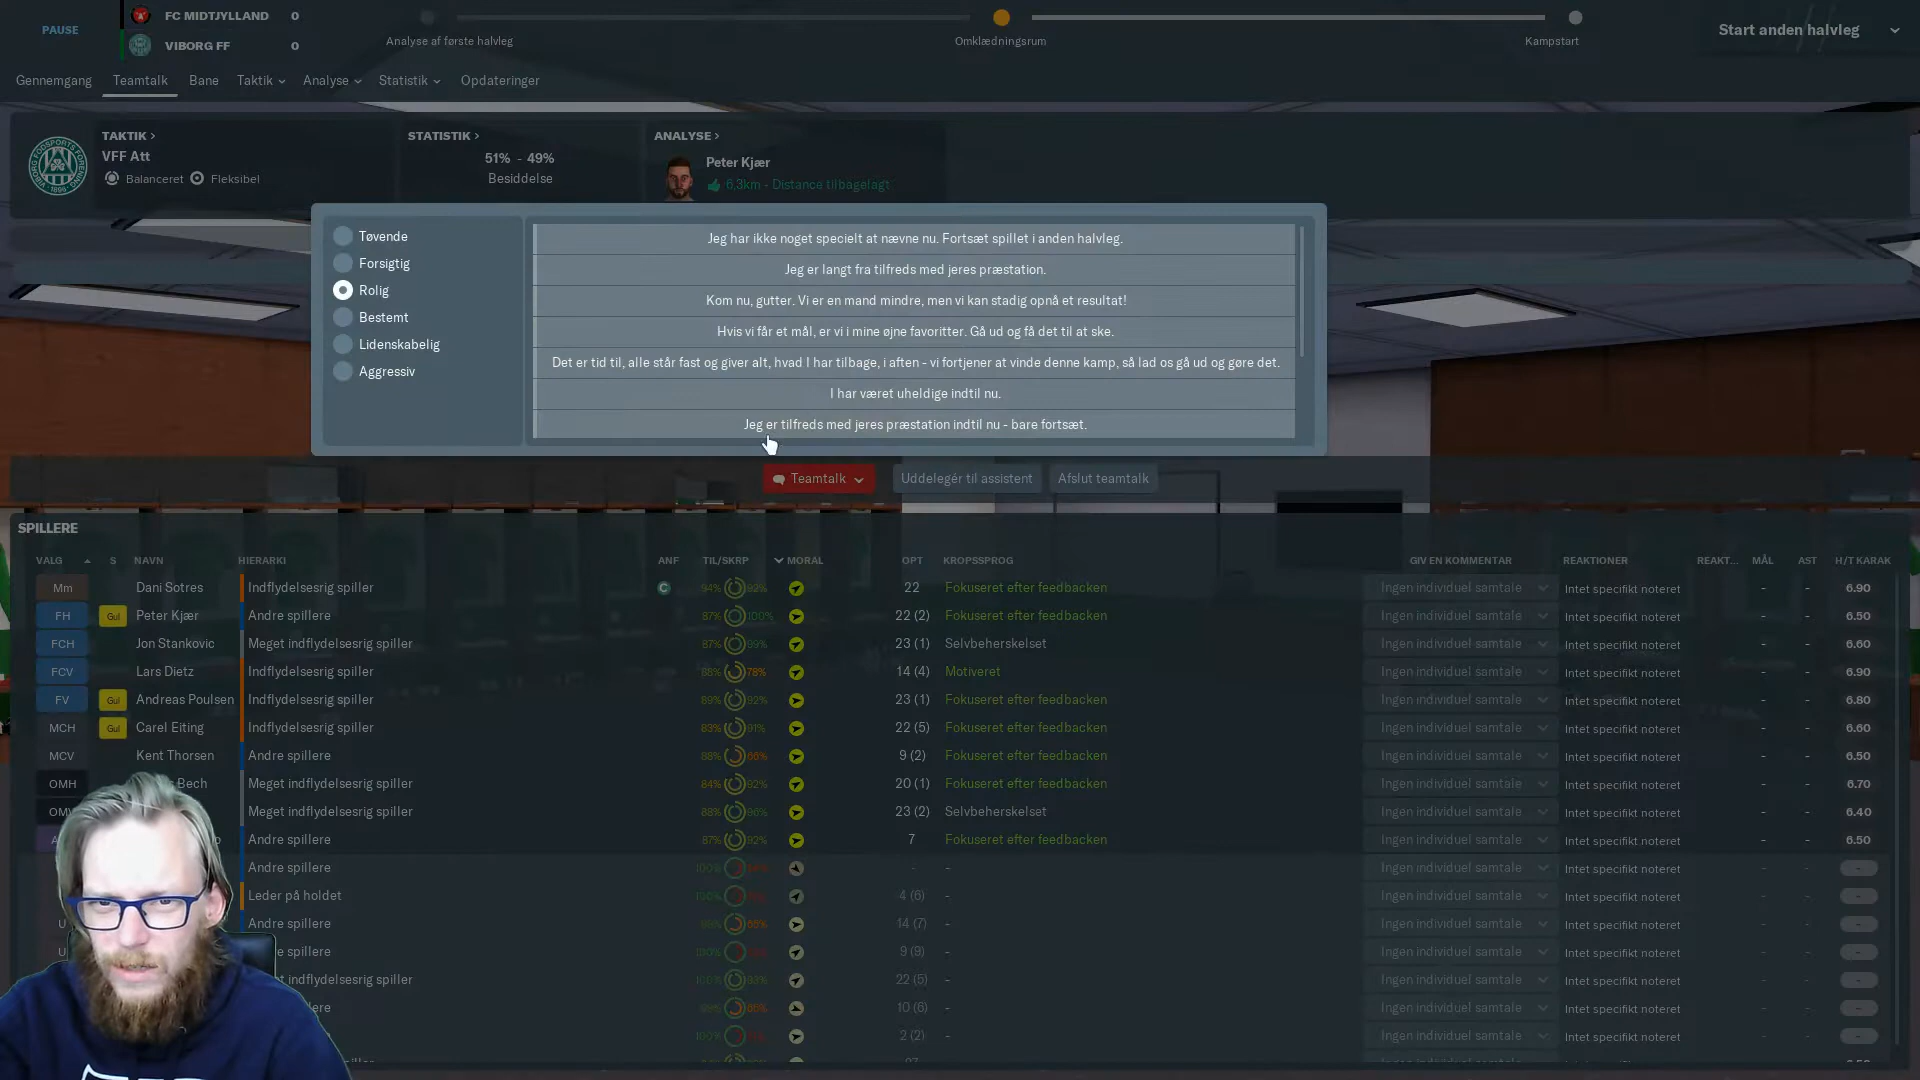 PAUSE
FC MIDTJYLLAND 0
VIBORG FF 0
Analyse af første halvleg
Omklædningsrum
Kampstart
Start anden halvleg
Gennemgang Teamtalk Bane Taktik Analyse Statistik Opdateringer
TAKTIK >
VFF Att
Balanceret Fleksibel
STATISTIK >
51% - 49%
Besiddelse
ANALYSE >
Peter Kjær
6,3km - Distance tilbagelagt
Tøvende
Forsigtig
Rolig
Bestemt
Lidenskabelig
Aggressiv
Jeg har ikke noget specielt at nævne nu. Fortsæt spillet i anden halvleg.
Jeg er langt fra tilfreds med jeres præstation.
Kom nu, gutter. Vi er en mand mindre, men vi kan stadig opnå et resultat!
Hvis vi får et mål, er vi i mine øjne favoritter. Gå ud og få det til at ske.
Det er tid til, alle står fast og giver alt, hvad I har tilbage, i aften - vi fortjener at vinde denne kamp, så lad os gå ud og gøre det.
I har været uheldige indtil nu.
Jeg er tilfreds med jeres præstation indtil nu - bare fortsæt.
Teamtalk Uddelegér til assistent Afslut teamtalk
SPILLERE
VALG S NAVN HIERARKI ANF TIL/SKRP MORAL OPT KROPSSPROG GIV EN KOMMENTAR REAKTIONER REAKT... MÅL AST H/T KARAK
Mm Dani Sotres Indflydelsesrig spiller C 94% 22 Fokuseret efter feedbacken Ingen individuel samtale Intet specifikt noteret - - 6.90
FH Gul Peter Kjær Andre spillere 87% 100% 22 (2) Fokuseret efter feedbacken Ingen individuel samtale Intet specifikt noteret - - 6.50
FCH Jon Stankovic Meget indflydelsesrig spiller 87% 23 (1) Selvbeherskelset Ingen individuel samtale Intet specifikt noteret - - 6.60
FCV Lars Dietz Indflydelsesrig spiller 78% 14 (4) Motiveret Ingen individuel samtale Intet specifikt noteret - - 6.90
FV Gul Andreas Poulsen Indflydelsesrig spiller 92% 23 (1) Fokuseret efter feedbacken Ingen individuel samtale Intet specifikt noteret - - 6.80
MCH Gul Carel Eiting Indflydelsesrig spiller 83% 91% 22 (5) Fokuseret efter feedbacken Ingen individuel samtale Intet specifikt noteret - - 6.60
MCV Kent Thorsen Andre spillere 9 (2) Fokuseret efter feedbacken Ingen individuel samtale Intet specifikt noteret - - 6.50
OMH Bech Meget indflydelsesrig spiller 84% 92% 20 (1) Fokuseret efter feedbacken Ingen individuel samtale Intet specifikt noteret - - 6.70
Meget indflydelsesrig spiller 23 (2) Selvbeherskelset Ingen individuel samtale Intet specifikt noteret - - 6.40
Andre spillere 87% 92% 7 Fokuseret efter feedbacken Ingen individuel samtale Intet specifikt noteret - - 6.50
Andre spillere 100% - - Ingen individuel samtale Intet specifikt noteret - - -
Leder på holdet 100% 4 (6) - Ingen individuel samtale Intet specifikt noteret - - -
Andre spillere 14 (7) - Ingen individuel samtale Intet specifikt noteret - - -
spillere 100% 9 (9) - Ingen individuel samtale Intet specifikt noteret - - -
indflydelsesrig spiller 100% 22 (5) - Ingen individuel samtale Intet specifikt noteret - - -
10 (6) - Ingen individuel samtale Intet specifikt noteret - - -
100% 2 (2) - Ingen individuel samtale Intet specifikt noteret - - -